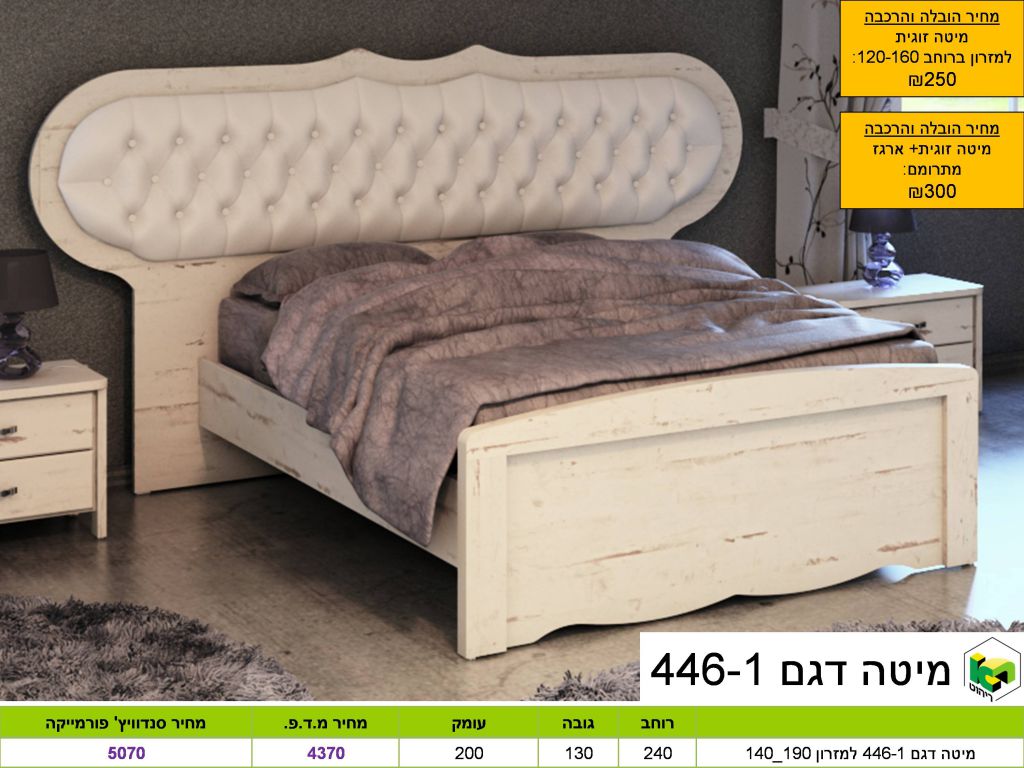 מחיר הובלה והרכבה
מיטה זוגית
למזרון ברוחב 120-160:
250₪
מחיר הובלה והרכבה
מיטה זוגית+ ארגז
מתרומם:
300₪
מיטה דגם 446-1
ריהוט
רוחב גובה עומק מחיר מ.ד.פ. מחיר סנדוויץ' פורמייקה
מיטה דגם 446-1 למזרון 190_140 240 130 200 4370 5070